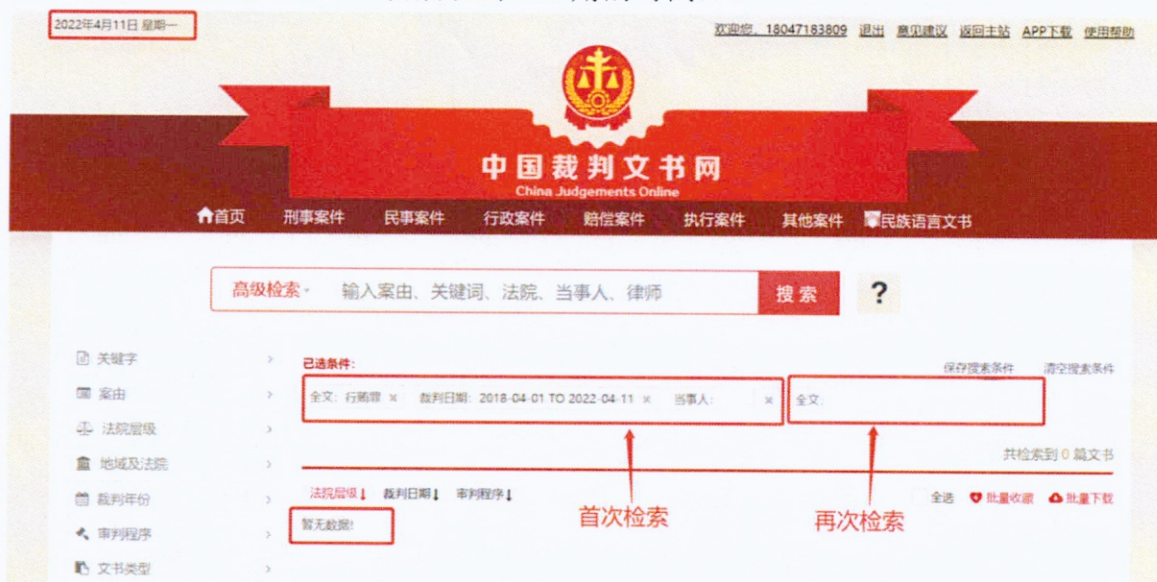 2022年4月11日 星期一
欢迎您，18047183809 退出 意见建议 返回主站 APP下载 使用帮助
中国裁判文书网
China Judgements Online
首页 刑事案件 民事案件 行政案件 赔偿案件 执行案件 其他案件 民族语言文书
高级检索 输入案由、关键词、法院、当事人、律师 搜索 ?
关键字
已选条件:
保存搜索条件 清空搜索条件
案由
全文: 行贿罪 × 裁判日期: 2018-04-01 TO 2022-04-11 × 当事人: × 全文:
法院层级
地域及法院
共检索到 0 篇文书
裁判年份
法院层级↓ 裁判日期↓ 审判程序↓
全选 批量收藏 批量下载
首次检索 再次检索
审判程序
暂无数据!
文书类型